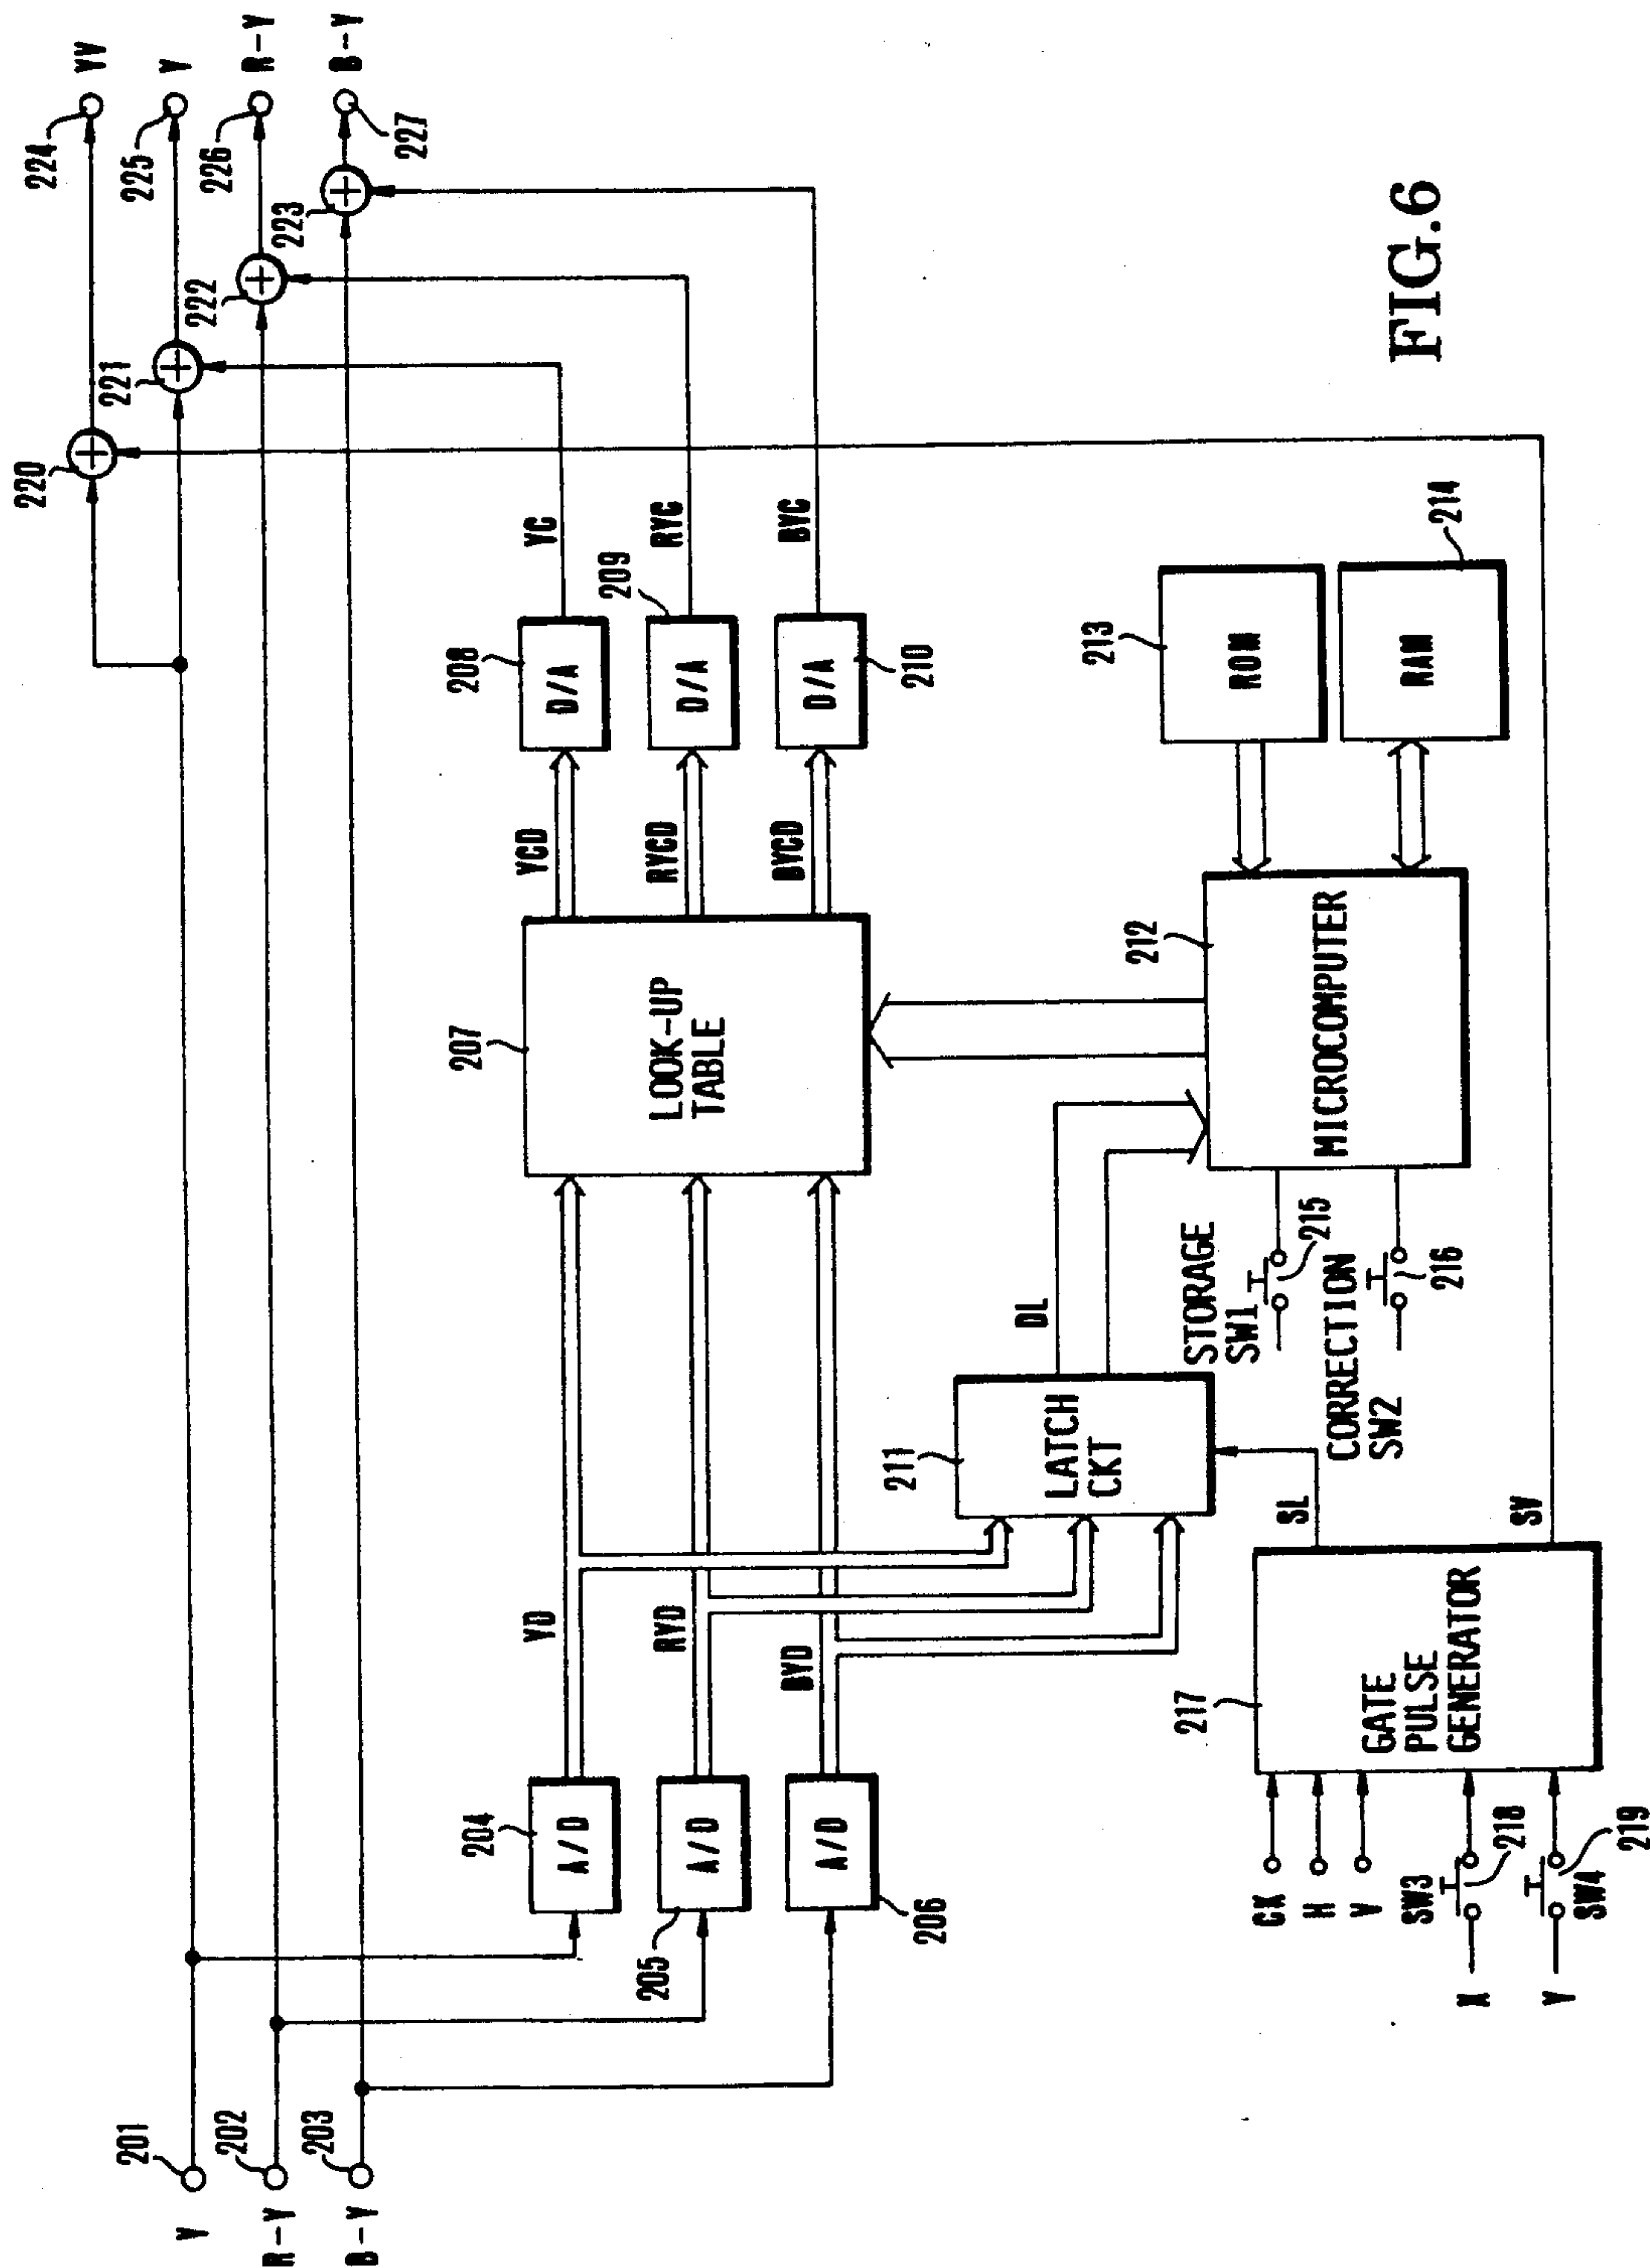 201
Y
202
R-Y
203
B-Y
204
A/D
205
A/D
206
A/D
YD
RYD
BYD
207
LOOK-UP
TABLE
YCD
RYCD
BYCD
208
D/A
209
D/A
210
D/A
YC
RYC
BYC
220
221
222
223
224
YV
225
Y
226
R-Y
227
B-Y
211
LATCH
CKT
DL
SL
SV
212
MICROCOMPUTER
213
ROM
214
RAM
STORAGE
SW1
215
CORRECTION
SW2
216
217
GATE
PULSE
GENERATOR
CK
H
V
SW3
218
X
SW4
219
Y
FIG.6